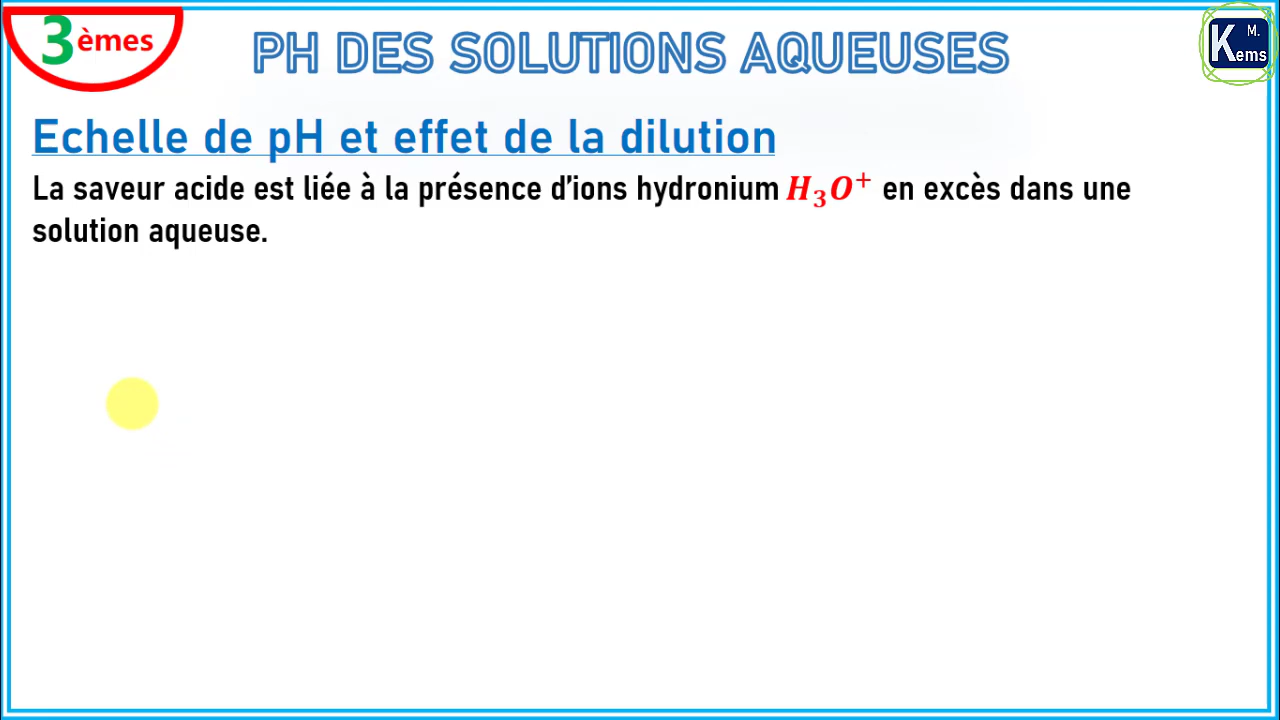 3èmes
PH DES SOLUTIONS AQUEUSES
K M. ems
Echelle de pH et effet de la dilution
La saveur acide est liée à la présence d’ions hydronium H₃O⁺ en excès dans une
solution aqueuse.